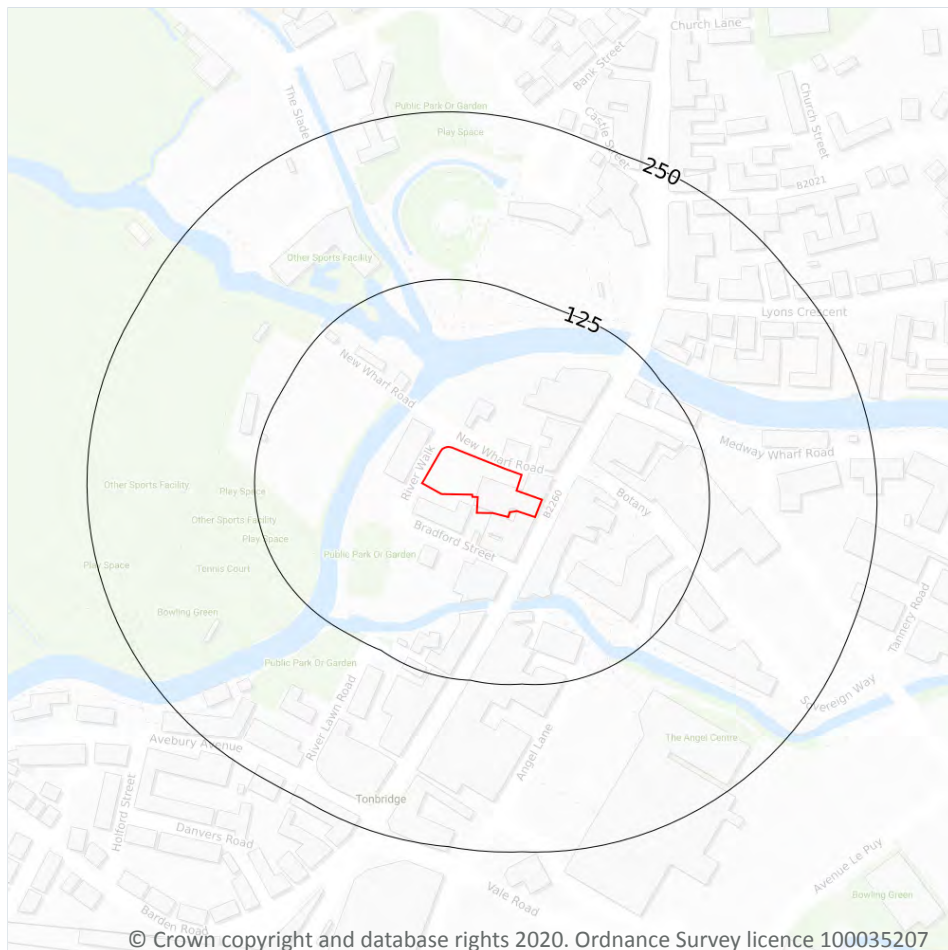 Church Lane
Bank Street
The Slade
Public Park Or Garden
Castle Street
Church Street
Play Space
250
B2021
Other Sports Facility
125
Lyons Crescent
New Wharf Road
Medway Wharf Road
New Wharf Road
River Walk
Other Sports Facility
Play Space
B2260
Botany
Other Sports Facility
Bradford Street
Play Space
Public Park Or Garden
Play Space
Tennis Court
Tannery Road
Bowling Green
Public Park Or Garden
River Lawn Road
Sovereign Way
Avebury Avenue
The Angel Centre
Angel Lane
Tonbridge
Holford Street
Danvers Road
Avenue Le Puy
Vale Road
Bowling Green
Barden Road
© Crown copyright and database rights 2020. Ordnance Survey licence 100035207